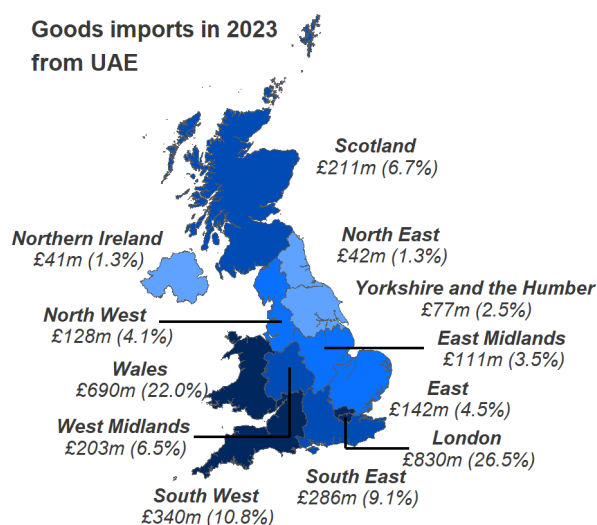 Goods imports in 2023
from UAE
Scotland
£211m (6.7%)
Northern Ireland
£41m (1.3%)
North East
£42m (1.3%)
Yorkshire and the Humber
£77m (2.5%)
North West
£128m (4.1%)
East Midlands
£111m (3.5%)
Wales
£690m (22.0%)
East
£142m (4.5%)
West Midlands
£203m (6.5%)
London
£830m (26.5%)
South East
£286m (9.1%)
South West
£340m (10.8%)